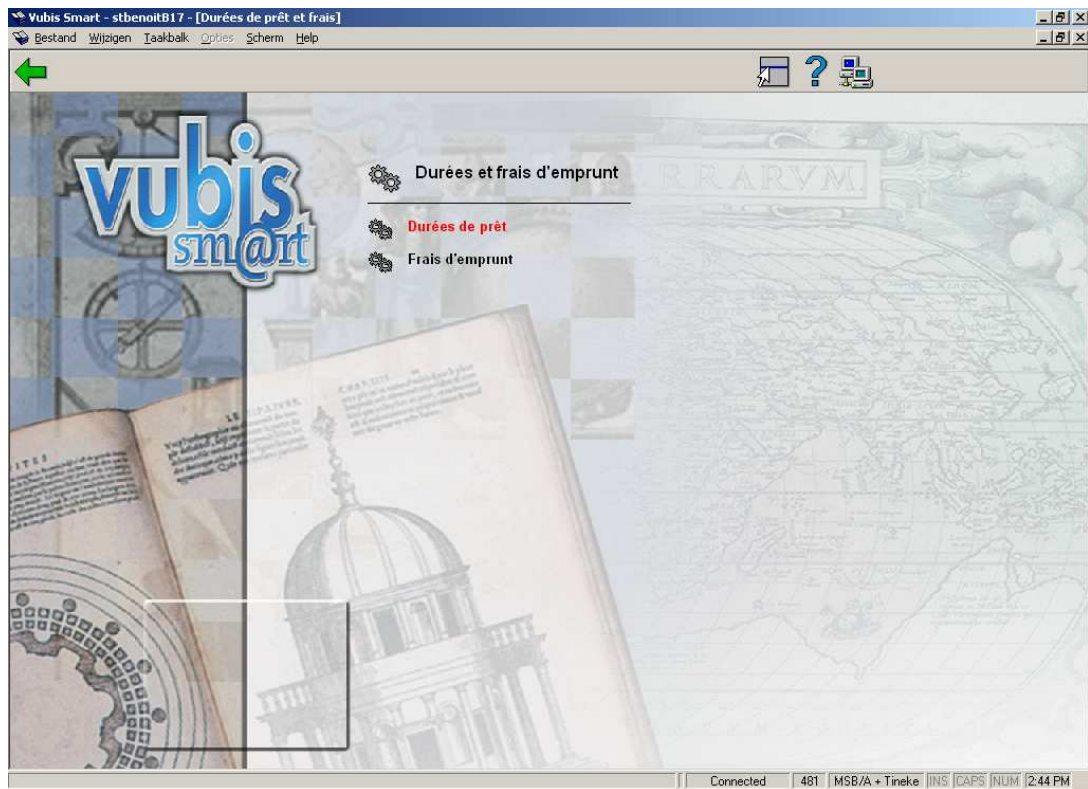 Vubis Smart - stbenoitB17 - [Durées de prêt et frais]
Bestand Wijzigen Taakbalk Opties Scherm Help
vubis
sm@rt
Durées et frais d'emprunt
RRARVM
Durées de prêt
Frais d'emprunt
Connected 481 MSB/A + Tineke INS CAPS NUM 2:44 PM